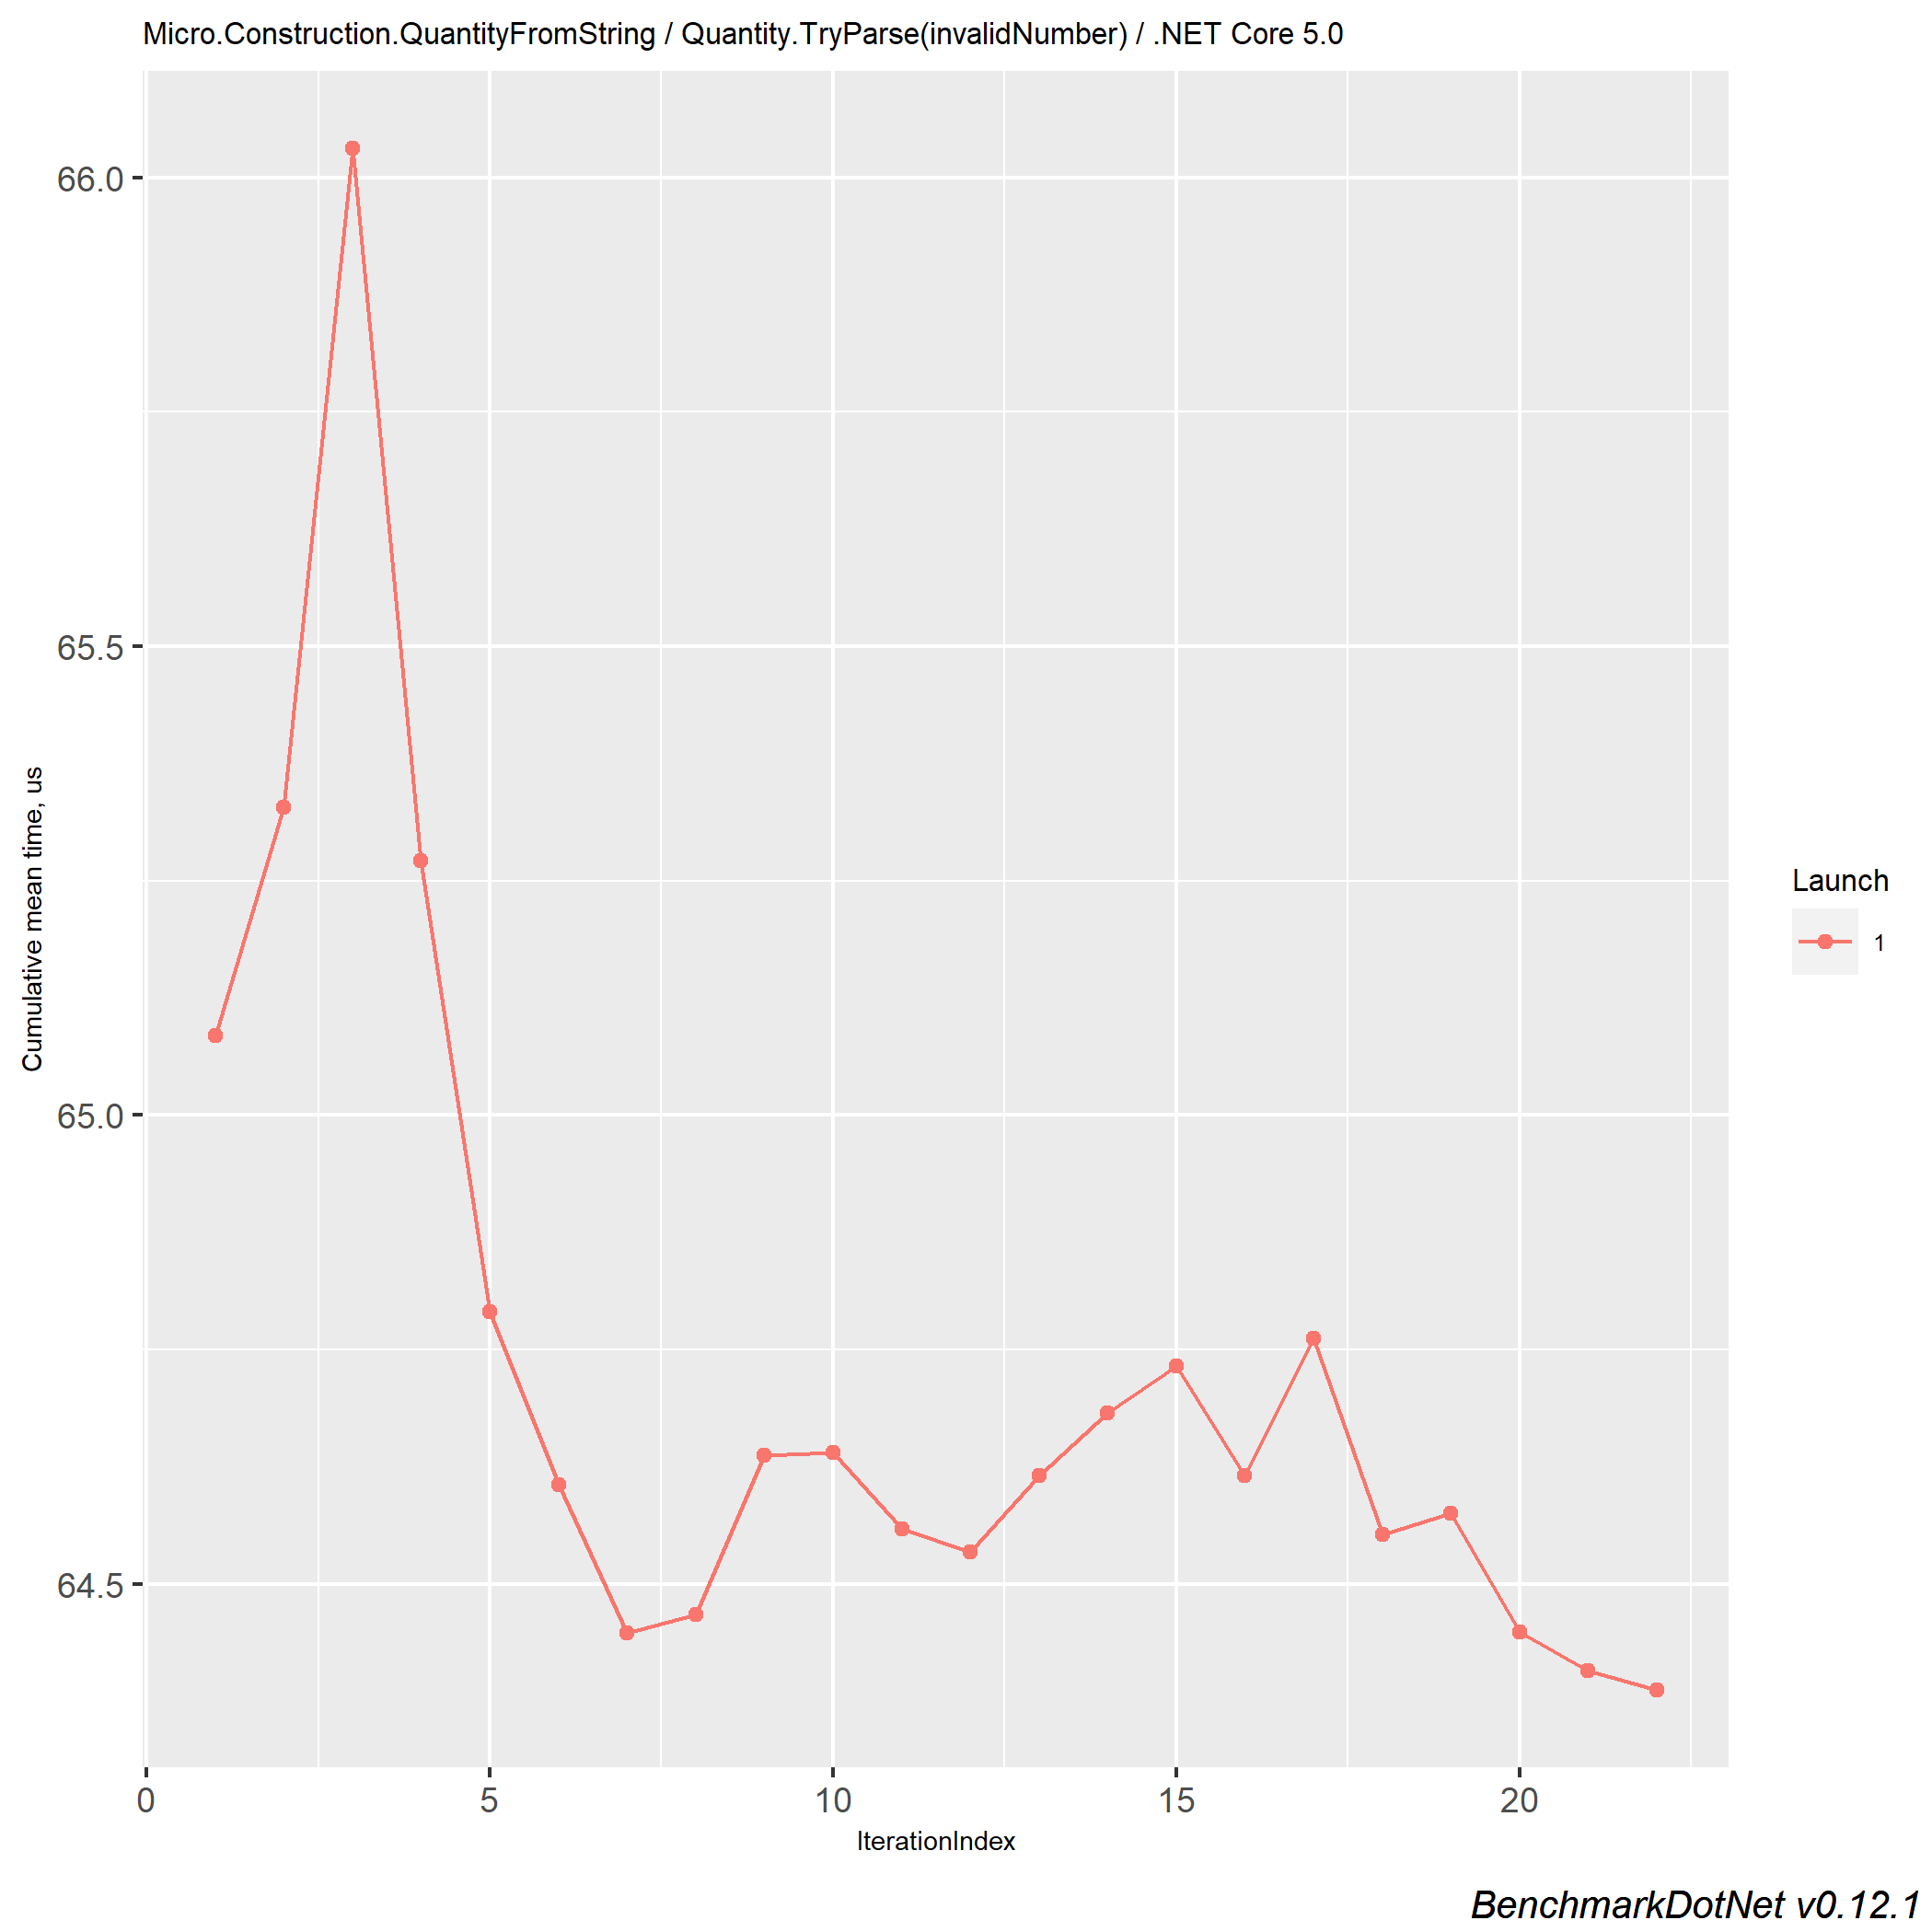 Micro.Construction.QuantityFromString / Quantity.TryParse(invalidNumber) / .NET Core 5.0
66.0
65.5
65.0
64.5
Cumulative mean time, us
0 5 10 15 20
IterationIndex
Launch
1
BenchmarkDotNet v0.12.1